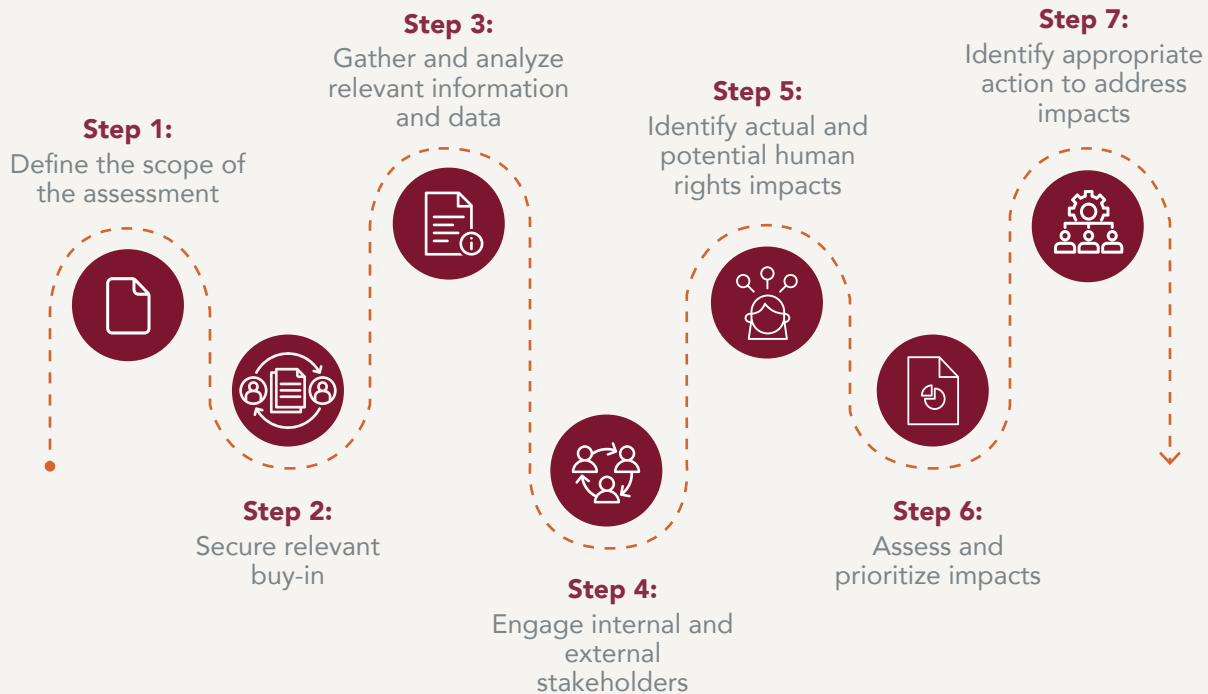 Step 1:
Define the scope of
the assessment
Step 2:
Secure relevant
buy-in
Step 3:
Gather and analyze
relevant information
and data
Step 4:
Engage internal and
external
stakeholders
Step 5:
Identify actual and
potential human
rights impacts
Step 6:
Assess and
prioritize impacts
Step 7:
Identify appropriate
action to address
impacts